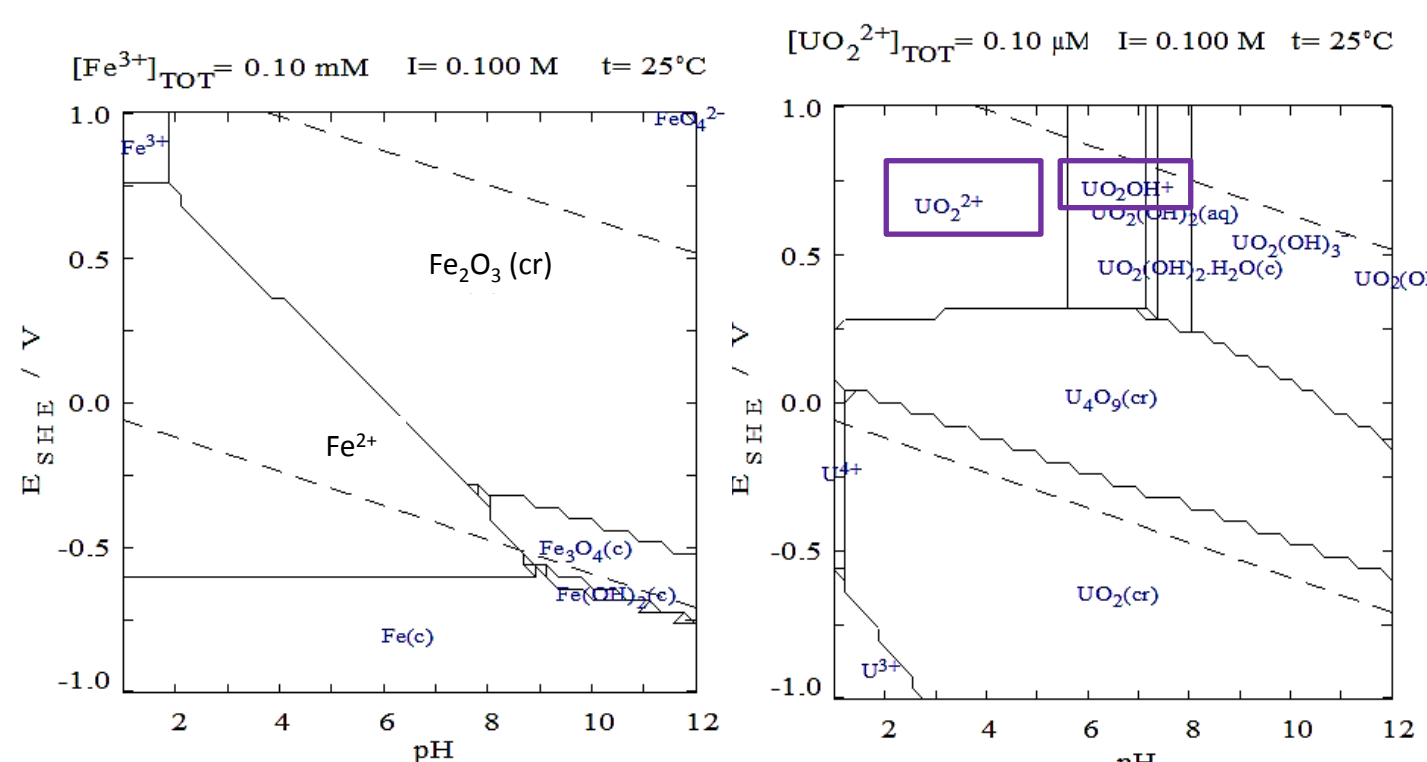 [Fe³⁺]TOT= 0.10 mM I= 0.100 M t= 25°C
1.0
0.5
0.0
-0.5
-1.0
E SHE / V
Fe³⁺
FeO₄²⁻
Fe₂O₃ (cr)
Fe²⁺
Fe₃O₄(c)
Fe(OH)₂(c)
Fe(c)
2 4 6 8 10 12
pH
[UO₂²⁺]TOT= 0.10 µM I= 0.100 M t= 25°C
1.0
0.5
0.0
-0.5
-1.0
E SHE / V
UO₂²⁺
UO₂OH⁺
UO₂(OH)₂(aq)
UO₂(OH)₃⁻
UO₂(OH)₂.H₂O(c)
UO₂(O
U₄O₉(cr)
U⁴⁺
UO₂(cr)
U³⁺
2 4 6 8 10 12
pH